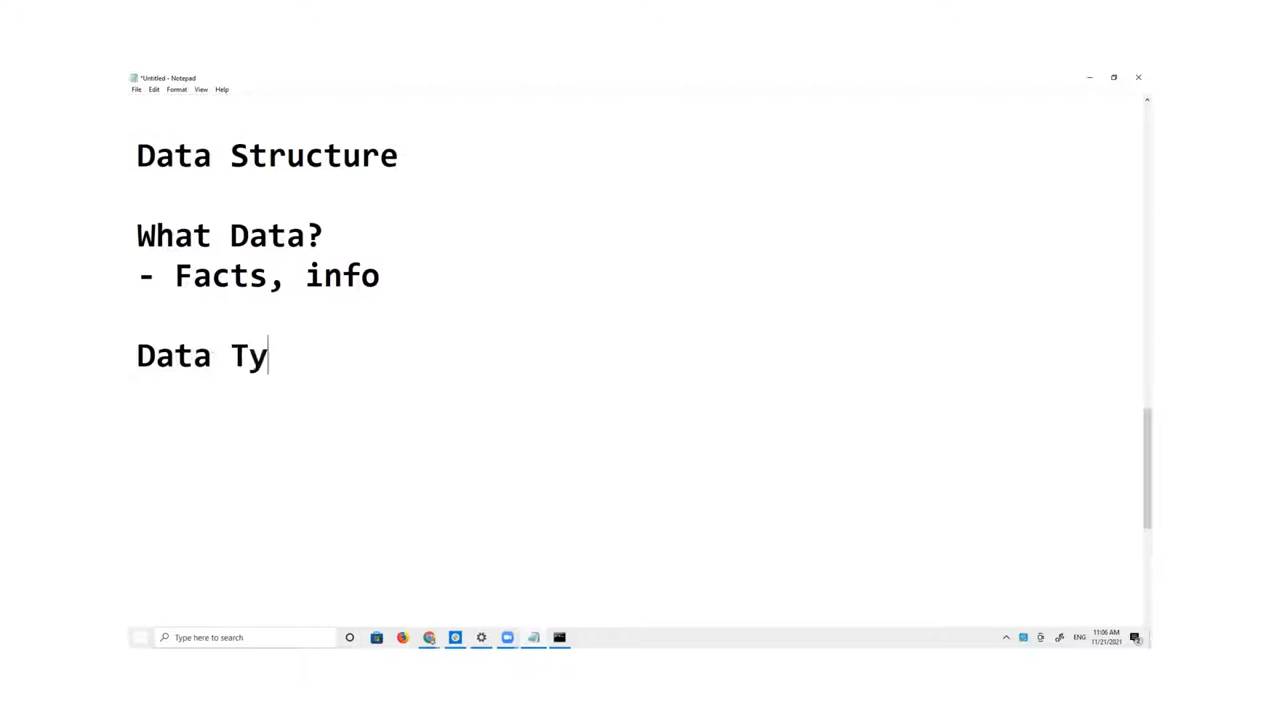 *Untitled - Notepad
File Edit Format View Help
Data Structure
What Data?
- Facts, info
Data Ty
Type here to search
ENG
11:06 AM
11/21/2021